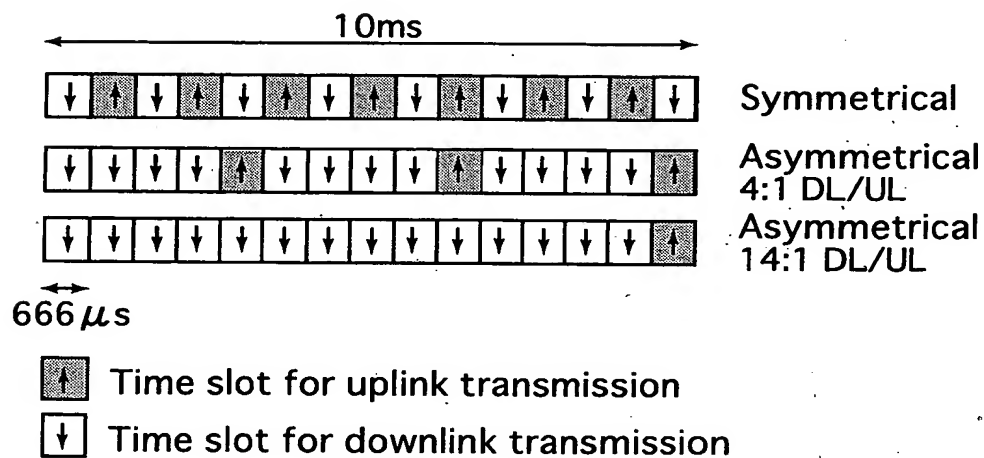 10ms
Symmetrical
Asymmetrical
4:1 DL/UL
Asymmetrical
14:1 DL/UL
666μs
Time slot for uplink transmission
Time slot for downlink transmission